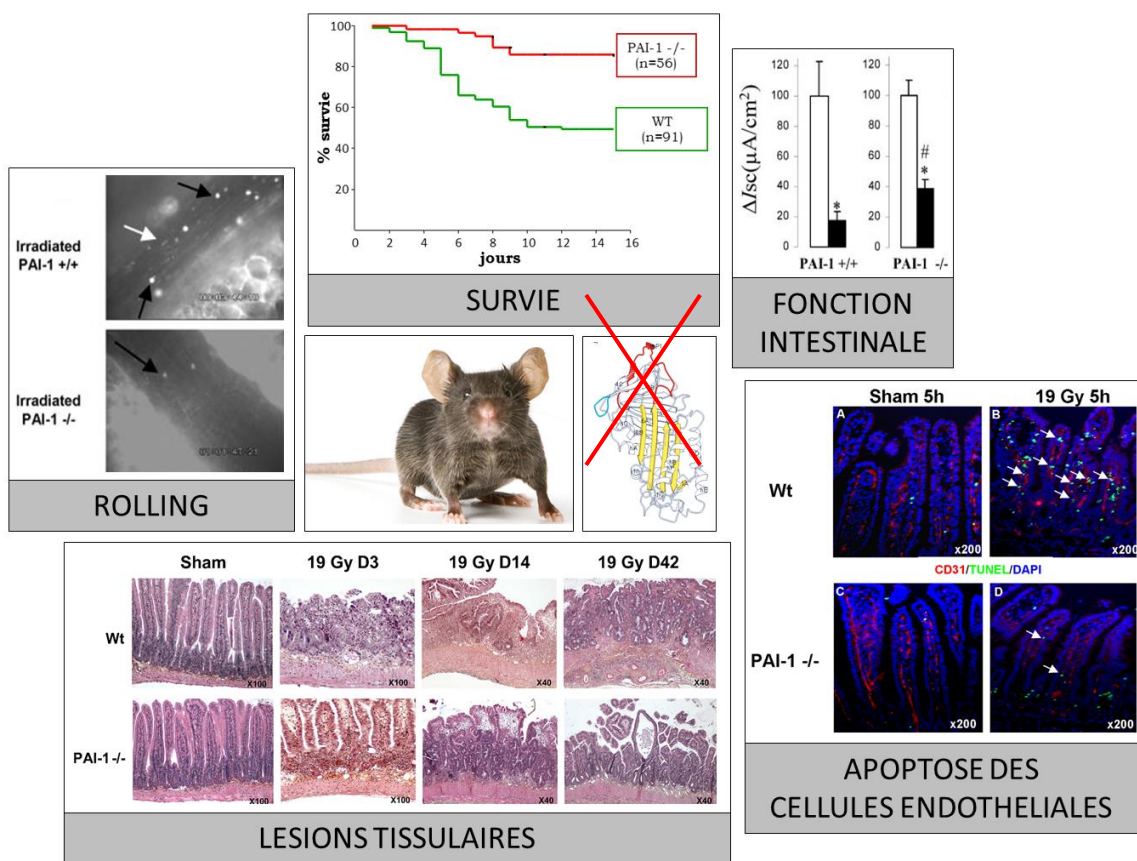 100
80
60
40
20
% survie
0
2
4
6
8
10
12
14
16
jours
PAI-1 -/-
(n=56)
WT
(n=91)
SURVIE
ΔIsc(µA/cm²)
120
100
80
60
40
20
0
*
PAI-1 +/+
120
100
80
60
40
20
0
#
*
PAI-1 -/-
FONCTION
INTESTINALE
Irradiated
PAI-1 +/+
Irradiated
PAI-1 -/-
ROLLING
Sham 19 Gy D3 19 Gy D14 19 Gy D42
Wt
X100 X100 X40 X40
PAI-1 -/-
X100 X100 X40 X40
LESIONS TISSULAIRES
Sham 5h 19 Gy 5h
A B
Wt
x200 x200
CD31/TUNEL/DAPI
C D
PAI-1 -/-
x200 x200
APOPTOSE DES
CELLULES ENDOTHELIALES